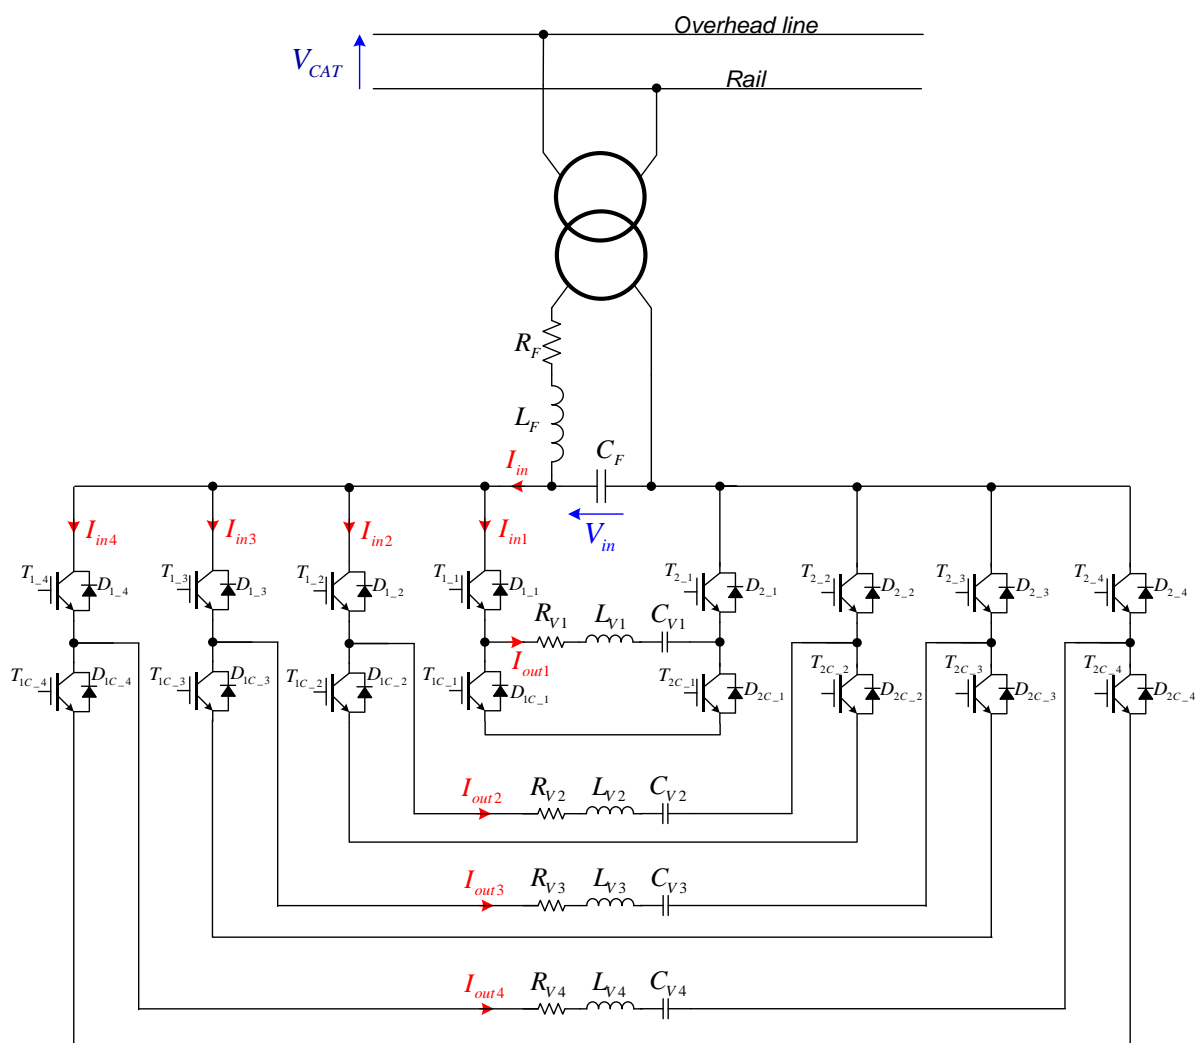 Overhead line
V_CAT
Rail
R_F
L_F
C_F
I_in
V_in
I_in4 I_in3 I_in2 I_in1
T_1_4 D_1_4 T_1_3 D_1_3 T_1_2 D_1_2 T_1_1 D_1_1 T_2_1 D_2_1 T_2_2 D_2_2 T_2_3 D_2_3 T_2_4 D_2_4
R_V1 L_V1 C_V1
I_out1
T_1C_4 D_1C_4 T_1C_3 D_1C_3 T_1C_2 D_1C_2 T_1C_1 D_1C_1 T_2C_1 D_2C_1 T_2C_2 D_2C_2 T_2C_3 D_2C_3 T_2C_4 D_2C_4
I_out2 R_V2 L_V2 C_V2
I_out3 R_V3 L_V3 C_V3
I_out4 R_V4 L_V4 C_V4